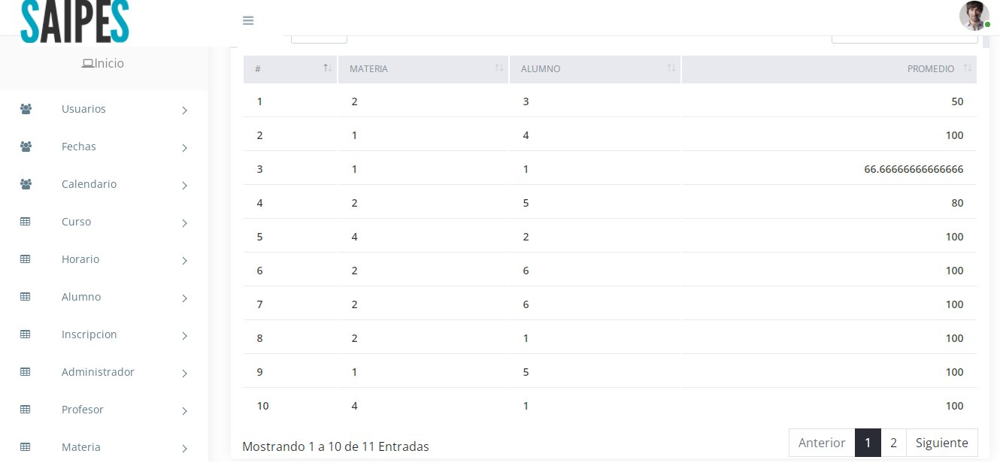 SAIPES
Inicio
Usuarios
Fechas
Calendario
Curso
Horario
Alumno
Inscripcion
Administrador
Profesor
Materia
# MATERIA ALUMNO PROMEDIO
1 2 3 50
2 1 4 100
3 1 1 66.66666666666666
4 2 5 80
5 4 2 100
6 2 6 100
7 2 6 100
8 2 1 100
9 1 5 100
10 4 1 100
Mostrando 1 a 10 de 11 Entradas
Anterior 1 2 Siguiente